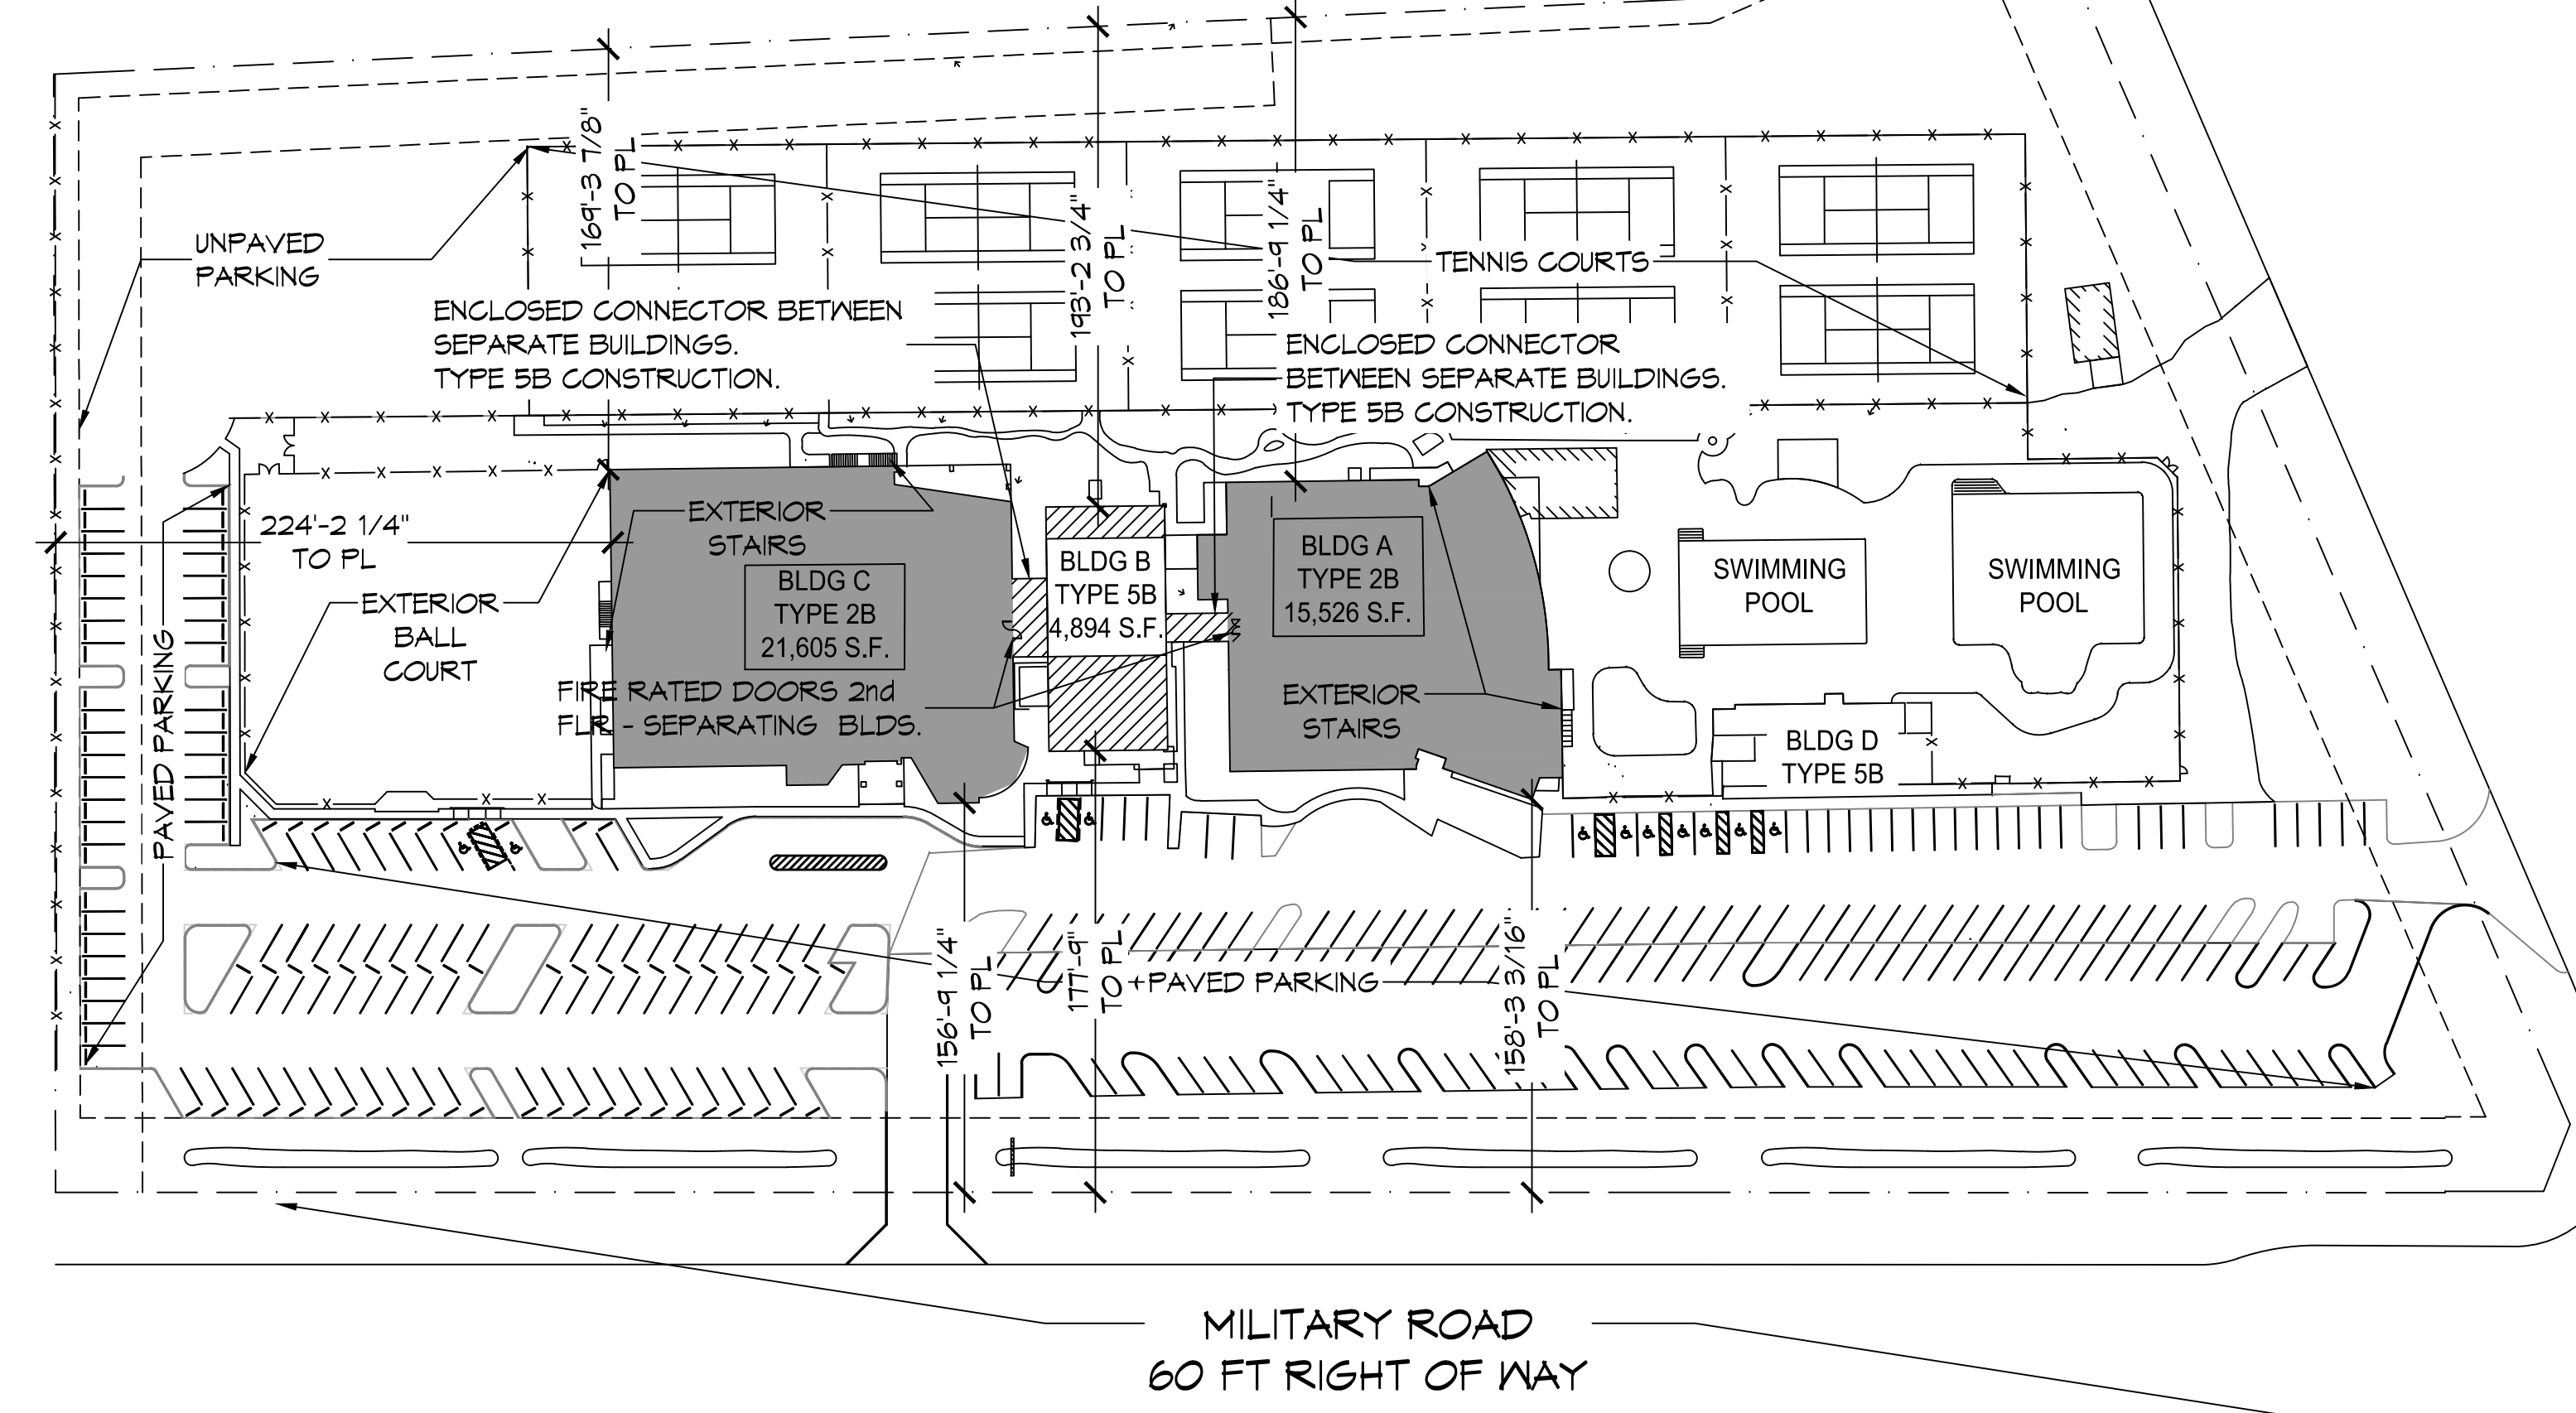 169'-3 7/8"
TO PL
193'-2 3/4"
TO PL
186'-9 1/4"
TO PL
UNPAVED
PARKING
TENNIS COURTS
ENCLOSED CONNECTOR BETWEEN
SEPARATE BUILDINGS.
TYPE 5B CONSTRUCTION.
ENCLOSED CONNECTOR
BETWEEN SEPARATE BUILDINGS.
TYPE 5B CONSTRUCTION.
224'-2 1/4"
TO PL
EXTERIOR
STAIRS
BLDG C
TYPE 2B
21,605 S.F.
BLDG B
TYPE 5B
4,894 S.F.
BLDG A
TYPE 2B
15,526 S.F.
SWIMMING
POOL
SWIMMING
POOL
EXTERIOR
BALL
COURT
PAVED PARKING
FIRE RATED DOORS 2nd
FLR - SEPARATING BLDS.
EXTERIOR
STAIRS
BLDG D
TYPE 5B
156'-9 1/4"
TO PL
177'-9"
TO PL
+PAVED PARKING
158'-3 3/16"
TO PL
MILITARY ROAD
60 FT RIGHT OF WAY